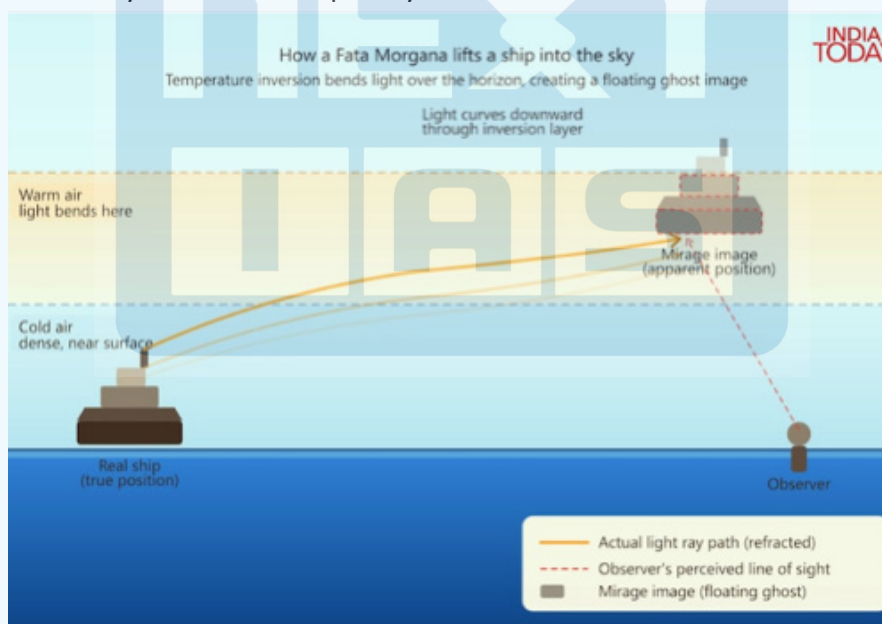 INDIA
TODAY
How a Fata Morgana lifts a ship into the sky
Temperature inversion bends light over the horizon, creating a floating ghost image
Light curves downward
through inversion layer
Warm air
light bends here
Mirage image
(apparent position)
Cold air
dense, near surface
Real ship
(true position)
Observer
Actual light ray path (refracted)
Observer's perceived line of sight
Mirage image (floating ghost)
NEXT
IAS